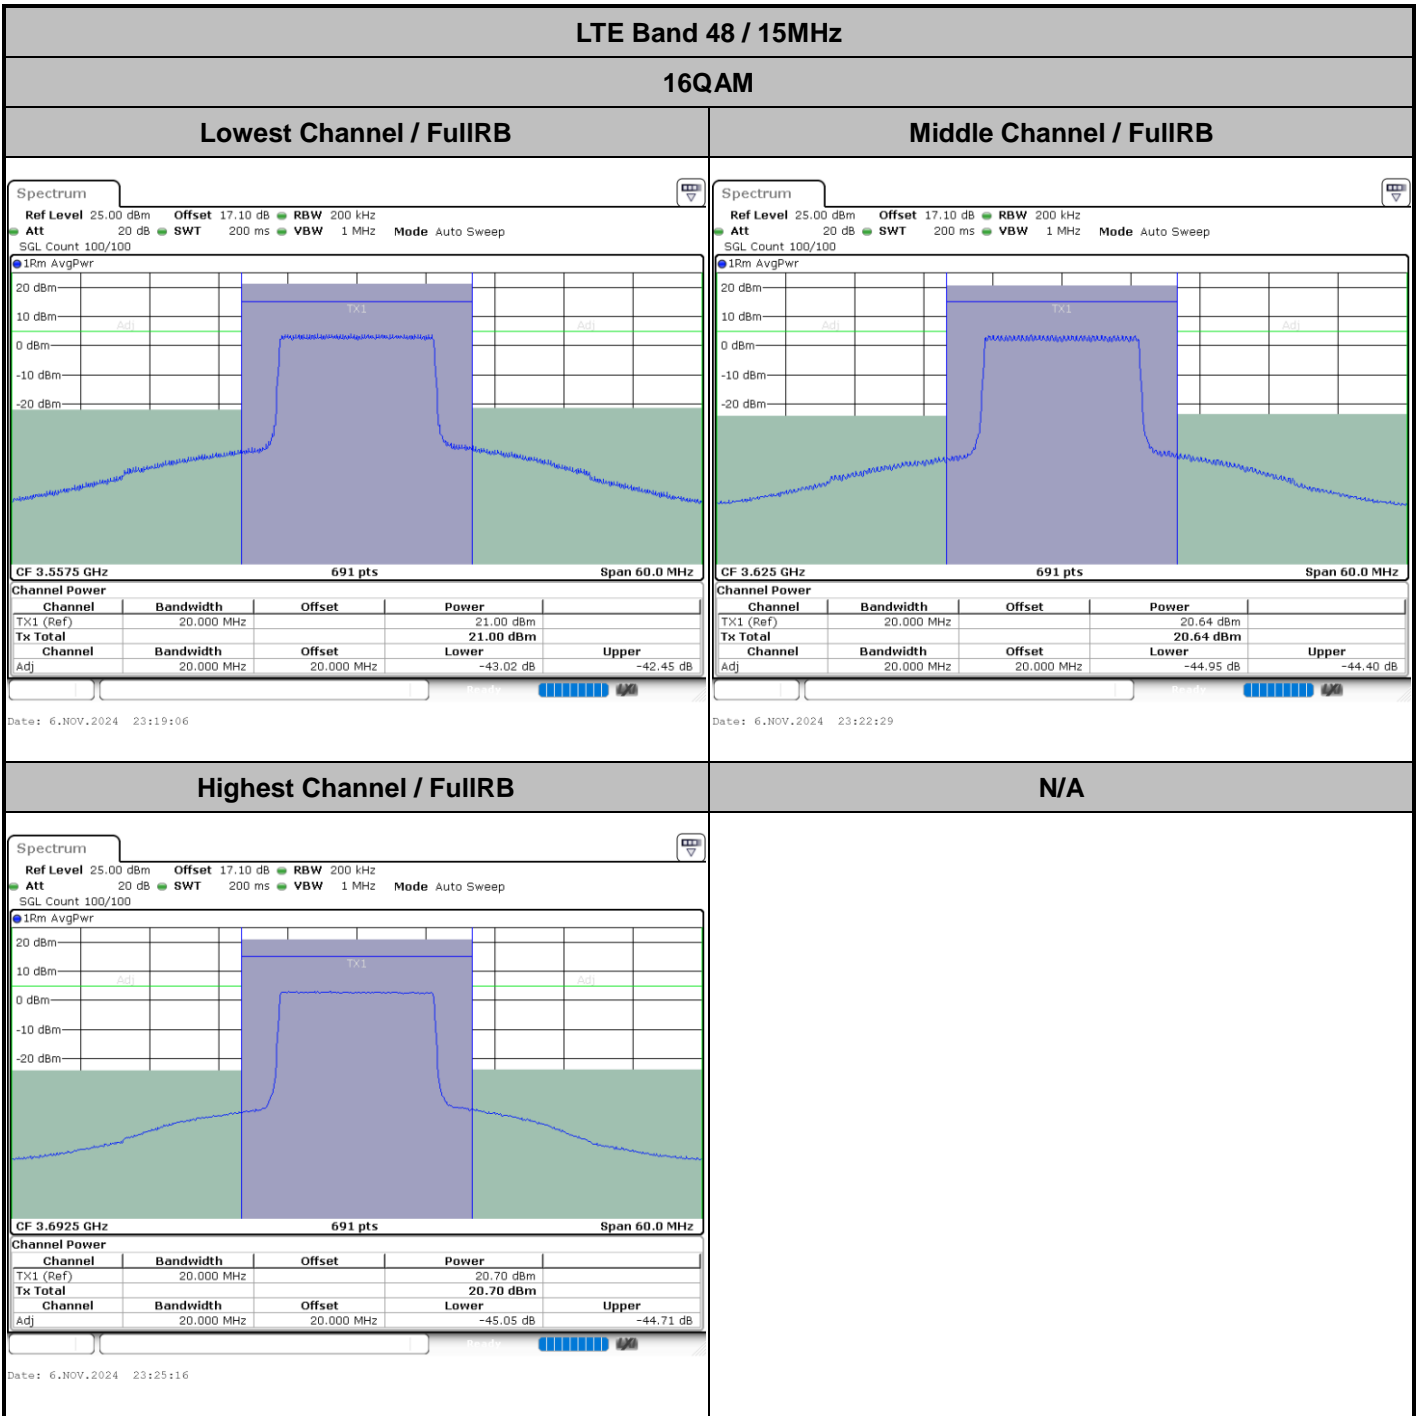 LTE Band 48 / 15MHz
16QAM
Lowest Channel / FullRB
Middle Channel / FullRB
Spectrum
Ref Level 25.00 dBm Offset 17.10 dB RBW 200 kHz
Att 20 dB SWT 200 ms VBW 1 MHz Mode Auto Sweep
SGL Count 100/100
1Rm AvgPwr
20 dBm
10 dBm
0 dBm
-10 dBm
-20 dBm
Adj
TX1
Adj
CF 3.5575 GHz 691 pts Span 60.0 MHz
Channel Power
Channel Bandwidth Offset Power
TX1 (Ref) 20.000 MHz 21.00 dBm
Tx Total 21.00 dBm
Channel Bandwidth Offset Lower Upper
Adj 20.000 MHz 20.000 MHz -43.02 dB -42.45 dB
Ready
Date: 6.NOV.2024 23:19:06
Spectrum
Ref Level 25.00 dBm Offset 17.10 dB RBW 200 kHz
Att 20 dB SWT 200 ms VBW 1 MHz Mode Auto Sweep
SGL Count 100/100
1Rm AvgPwr
20 dBm
10 dBm
0 dBm
-10 dBm
-20 dBm
Adj
TX1
Adj
CF 3.625 GHz 691 pts Span 60.0 MHz
Channel Power
Channel Bandwidth Offset Power
TX1 (Ref) 20.000 MHz 20.64 dBm
Tx Total 20.64 dBm
Channel Bandwidth Offset Lower Upper
Adj 20.000 MHz 20.000 MHz -44.95 dB -44.40 dB
Ready
Date: 6.NOV.2024 23:22:29
Highest Channel / FullRB
N/A
Spectrum
Ref Level 25.00 dBm Offset 17.10 dB RBW 200 kHz
Att 20 dB SWT 200 ms VBW 1 MHz Mode Auto Sweep
SGL Count 100/100
1Rm AvgPwr
20 dBm
10 dBm
0 dBm
-10 dBm
-20 dBm
Adj
TX1
Adj
CF 3.6925 GHz 691 pts Span 60.0 MHz
Channel Power
Channel Bandwidth Offset Power
TX1 (Ref) 20.000 MHz 20.70 dBm
Tx Total 20.70 dBm
Channel Bandwidth Offset Lower Upper
Adj 20.000 MHz 20.000 MHz -45.05 dB -44.71 dB
Ready
Date: 6.NOV.2024 23:25:16